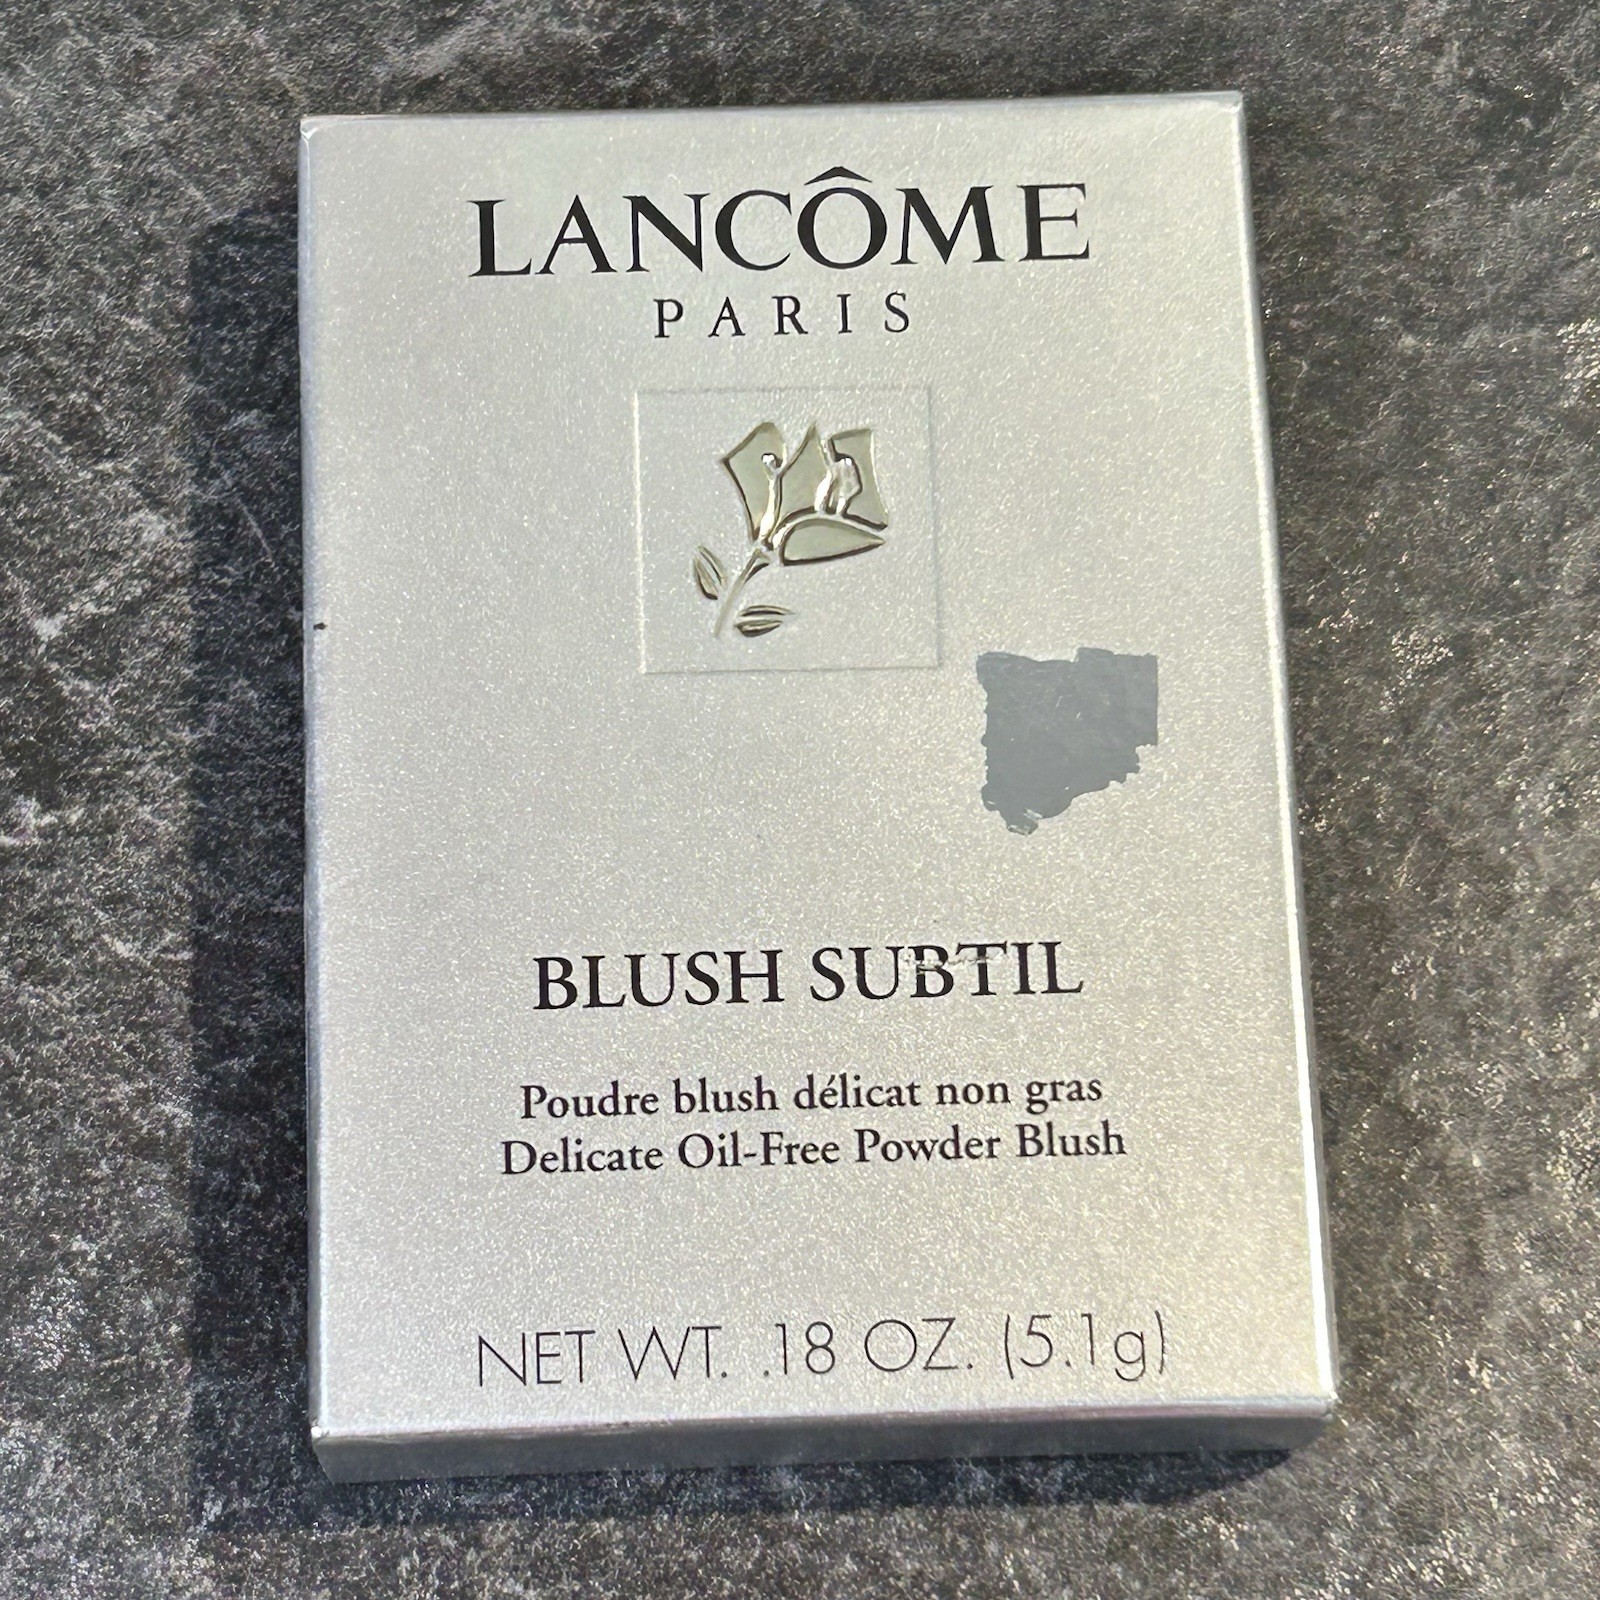 LANCÔME
PARIS
BLUSH SUBTIL
Poudre blush délicat non gras
Delicate Oil-Free Powder Blush
NET WT. .18 OZ. (5.1g)